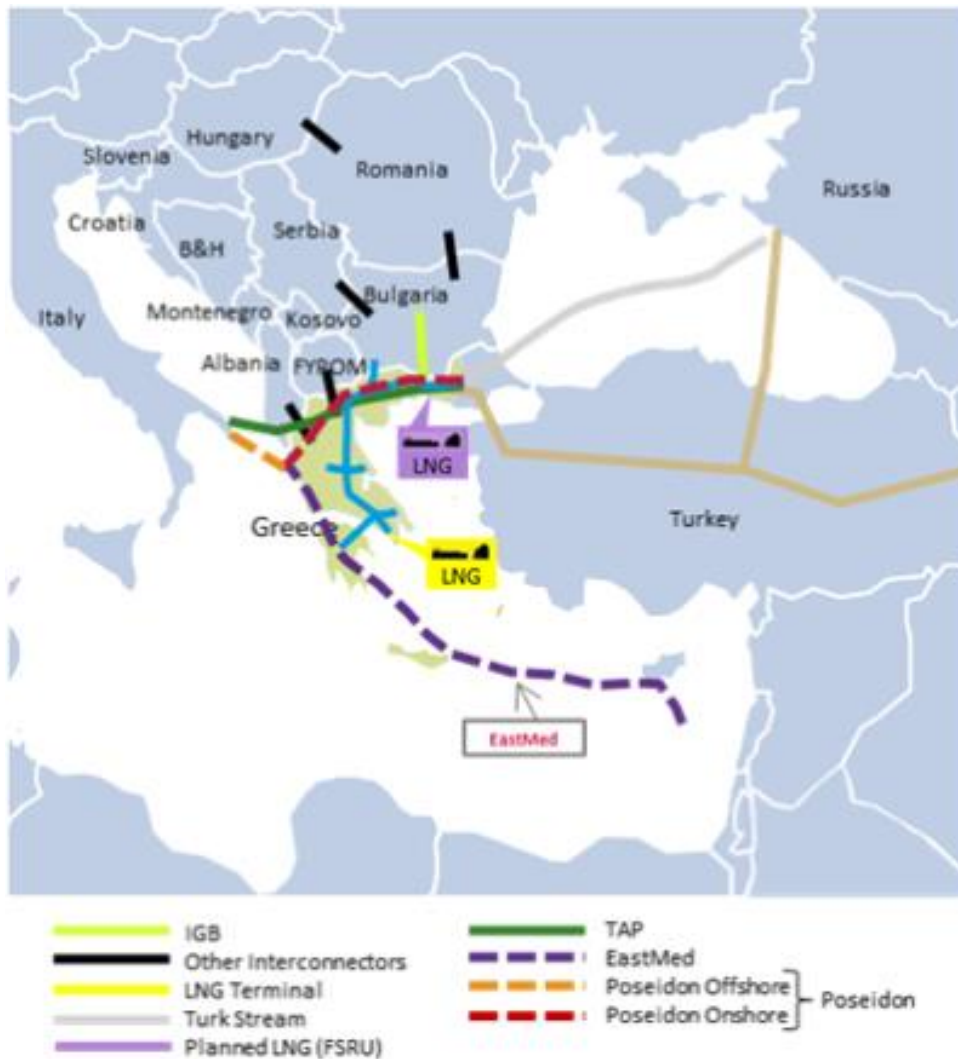 Hungary
Slovenia
Romania
Russia
Croatia
Serbia
B&H
Bulgaria
Montenegro
Kosovo
Italy
Albania
FYROM
LNG
Turkey
Greece
LNG
EastMed
IGB
Other Interconnectors
LNG Terminal
Turk Stream
Planned LNG (FSRU)
TAP
EastMed
Poseidon Offshore
Poseidon Onshore
Poseidon